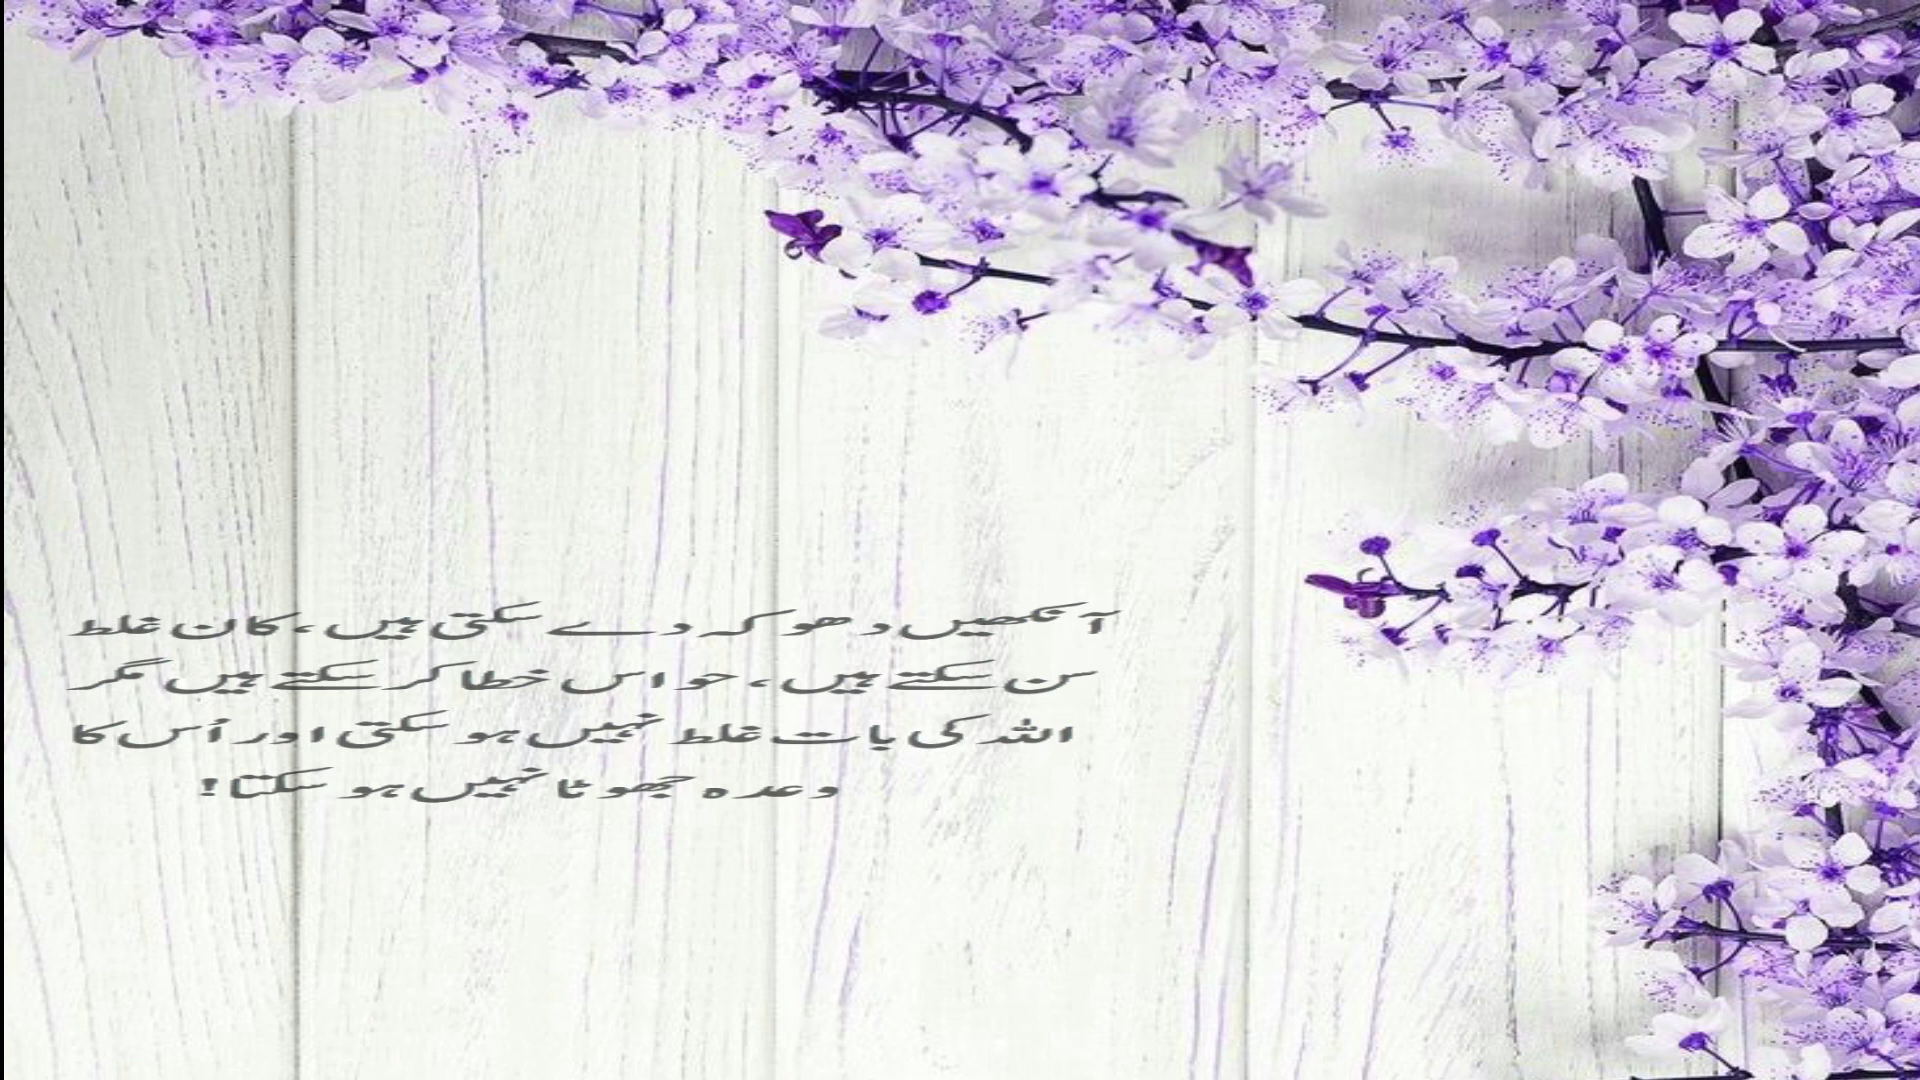 آنکھیں دھوکہ دے سکتی ہیں، کان غلط
سن سکتے ہیں، حواس خطا کر سکتے ہیں مگر
اللہ کی بات غلط نہیں ہو سکتی اور اُس کا
وعدہ جھوٹا نہیں ہو سکتا!